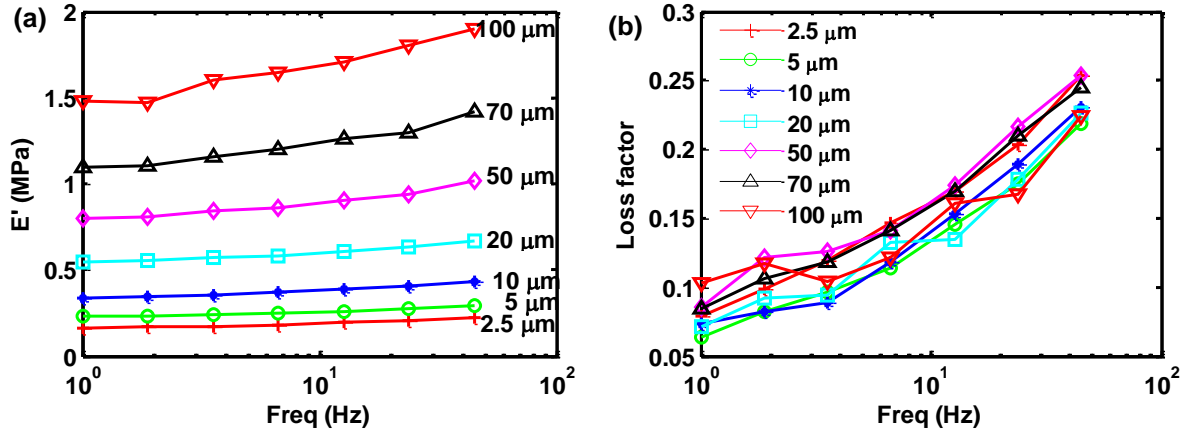 (a)
E' (MPa)
2
1.5
1
0.5
0
10^0
10^1
10^2
Freq (Hz)
100 µm
70 µm
50 µm
20 µm
10 µm
5 µm
2.5 µm
(b)
Loss factor
0.3
0.25
0.2
0.15
0.1
0.05
10^0
10^1
10^2
Freq (Hz)
2.5 µm
5 µm
10 µm
20 µm
50 µm
70 µm
100 µm